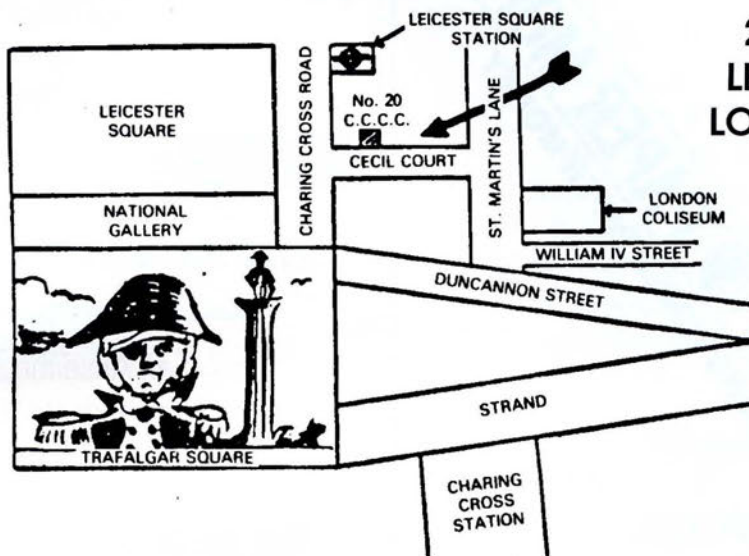 LEICESTER SQUARE
STATION
LEICESTER
SQUARE
CHARING CROSS ROAD
No. 20
C.C.C.C.
ST. MARTIN'S LANE
CECIL COURT
NATIONAL
GALLERY
LONDON
COLISEUM
WILLIAM IV STREET
DUNCANNON STREET
STRAND
TRAFALGAR SQUARE
CHARING
CROSS
STATION